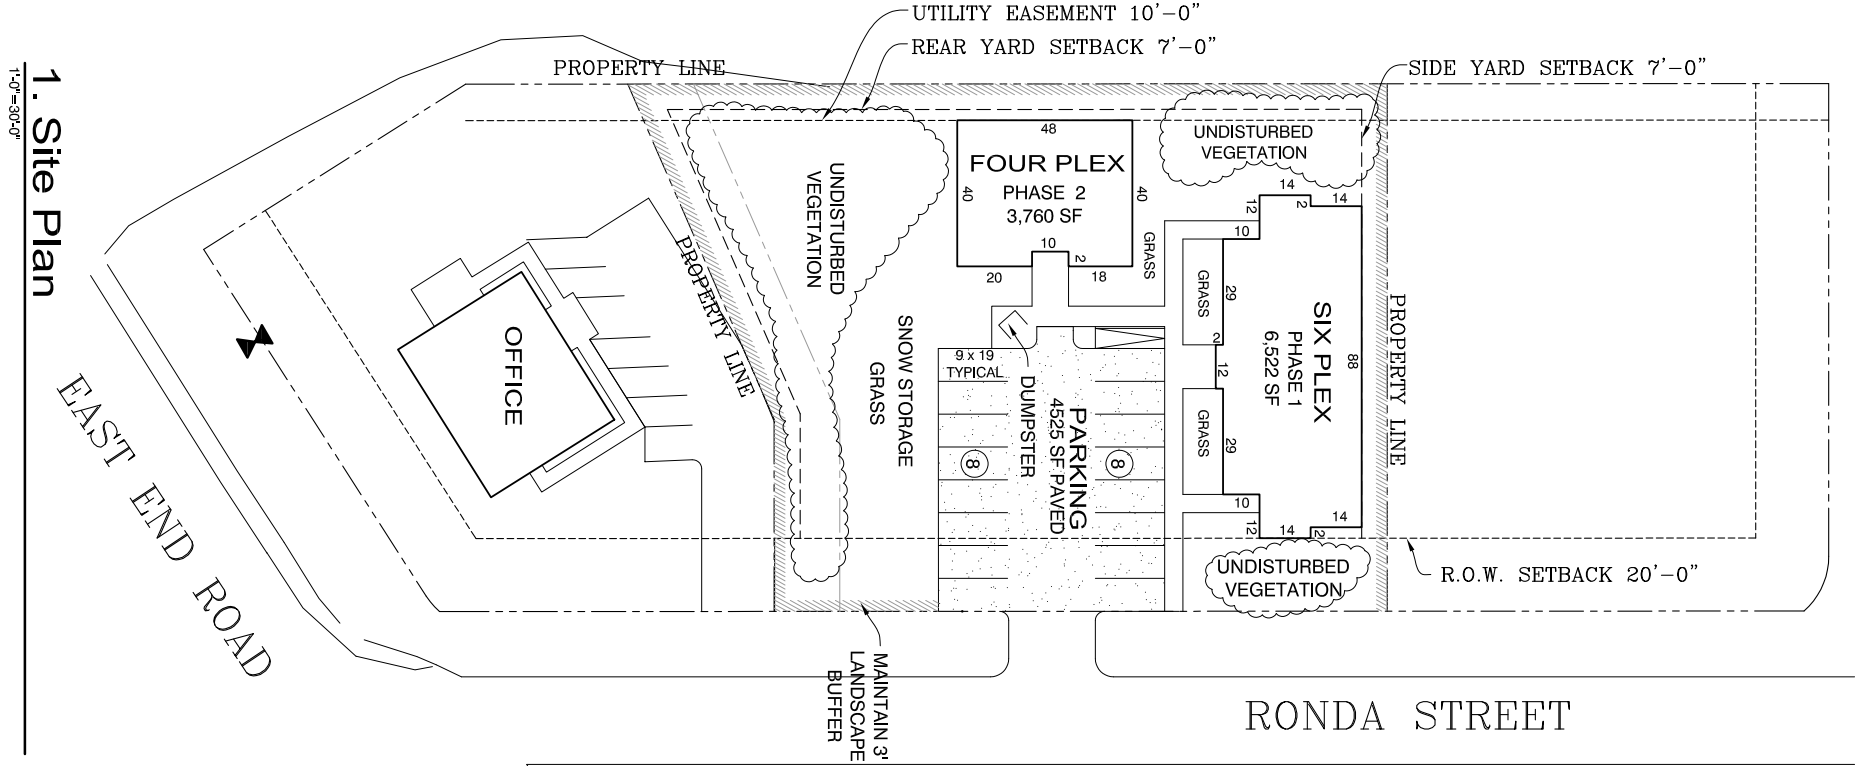 1. Site Plan
1'-0"=30'-0"
UTILITY EASEMENT 10'-0"
REAR YARD SETBACK 7'-0"
PROPERTY LINE
SIDE YARD SETBACK 7'-0"
UNDISTURBED
VEGETATION
48
FOUR PLEX
PHASE 2
3,760 SF
40
40
10
2
20
18
GRASS
UNDISTURBED
VEGETATION
14
2
14
12
10
GRASS
29
2
12
GRASS
29
10
12
14
2
14
88
SIX PLEX
PHASE 1
6,522 SF
PROPERTY LINE
PROPERTY LINE
OFFICE
SNOW STORAGE
GRASS
9 x 19
TYPICAL
DUMPSTER
PARKING
4525 SF PAVED
8
8
UNDISTURBED
VEGETATION
R.O.W. SETBACK 20'-0"
MAINTAIN 3'
LANDSCAPE
BUFFER
EAST END ROAD
RONDA STREET